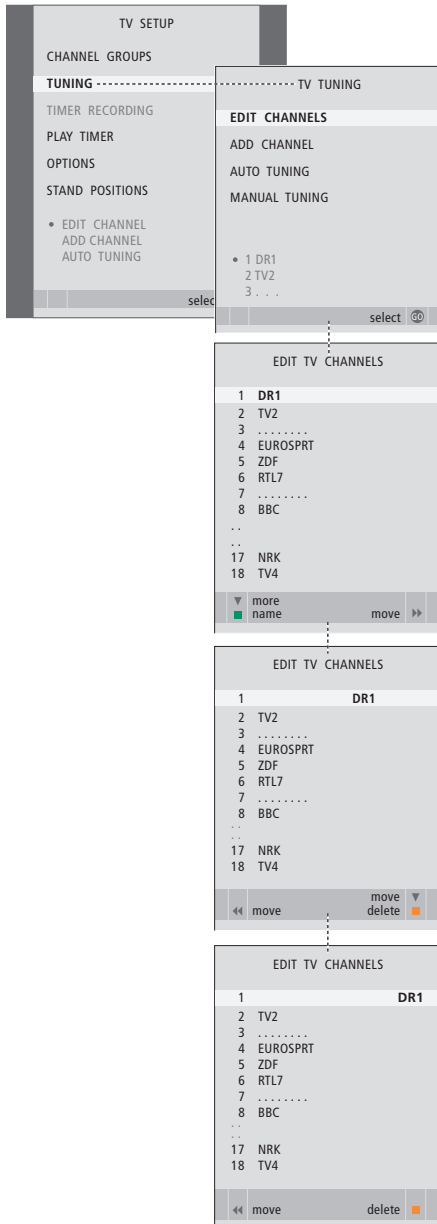 TV SETUP
CHANNEL GROUPS
TUNING
TIMER RECORDING
PLAY TIMER
OPTIONS
STAND POSITIONS
• EDIT CHANNEL
ADD CHANNEL
AUTO TUNING
selec
TV TUNING
EDIT CHANNELS
ADD CHANNEL
AUTO TUNING
MANUAL TUNING
• 1 DR1
2 TV2
3 . . .
select GO
EDIT TV CHANNELS
1 DR1
2 TV2
3 . . . . . . . .
4 EUROSPRT
5 ZDF
6 RTL7
7 . . . . . . . .
8 BBC
. .
. .
17 NRK
18 TV4
▼ more
■ name move ▶▶
EDIT TV CHANNELS
1 DR1
2 TV2
3 . . . . . . . .
4 EUROSPRT
5 ZDF
6 RTL7
7 . . . . . . . .
8 BBC
. .
. .
17 NRK
18 TV4
move ▼
◀◀ move delete ■
EDIT TV CHANNELS
1 DR1
2 TV2
3 . . . . . . . .
4 EUROSPRT
5 ZDF
6 RTL7
7 . . . . . . . .
8 BBC
. .
. .
17 NRK
18 TV4
◀◀ move delete ■